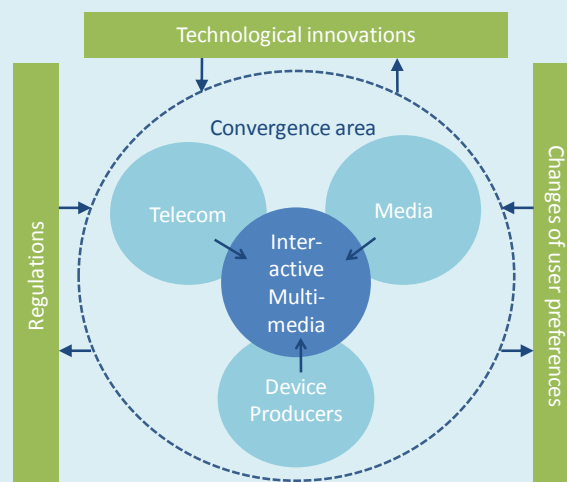 Technological innovations
Convergence area
Telecom
Media
Inter-
active
Multi-
media
Device
Producers
Regulations
Changes of user preferences